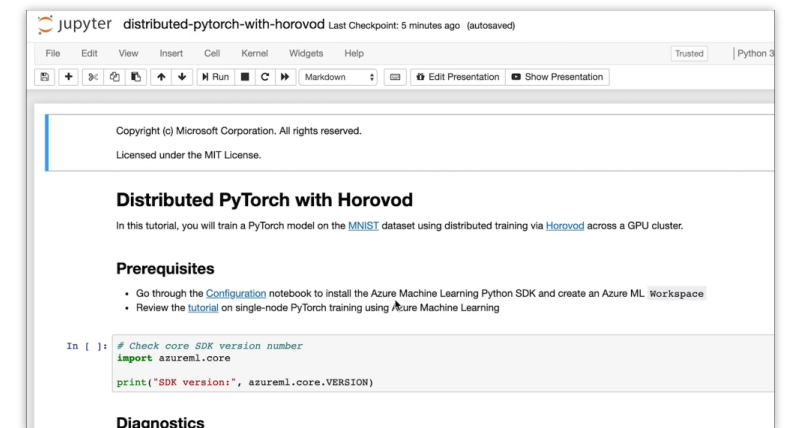 jupyter distributed-pytorch-with-horovod Last Checkpoint: 5 minutes ago (autosaved)
File Edit View Insert Cell Kernel Widgets Help Trusted Python 3
Run Markdown Edit Presentation Show Presentation
Copyright (c) Microsoft Corporation. All rights reserved.
Licensed under the MIT License.
Distributed PyTorch with Horovod
In this tutorial, you will train a PyTorch model on the MNIST dataset using distributed training via Horovod across a GPU cluster.
Prerequisites
• Go through the Configuration notebook to install the Azure Machine Learning Python SDK and create an Azure ML Workspace
• Review the tutorial on single-node PyTorch training using Azure Machine Learning
In [ ]: # Check core SDK version number
import azureml.core
print("SDK version:", azureml.core.VERSION)
Diagnostics